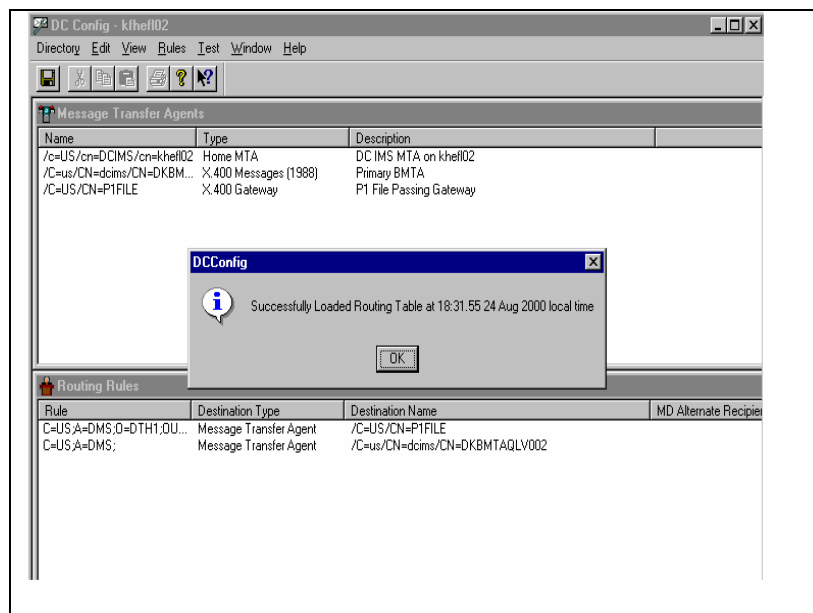 DC Config - kfhefl02
Directory Edit View Rules Test Window Help
Message Transfer Agents
Name Type Description
/c=US/cn=DCIMS/cn=khefl02 Home MTA DC IMS MTA on khefl02
/C=us/CN=dcims/CN=DKBM... X.400 Messages (1988) Primary BMTA
/C=US/CN=P1FILE X.400 Gateway P1 File Passing Gateway
DCConfig
Successfully Loaded Routing Table at 18:31.55 24 Aug 2000 local time
OK
Routing Rules
Rule Destination Type Destination Name MD Alternate Recipie
C=US;A=DMS;O=DTH1;OU... Message Transfer Agent /C=US/CN=P1FILE
C=US;A=DMS; Message Transfer Agent /C=us/CN=dcims/CN=DKBMTAQLV002